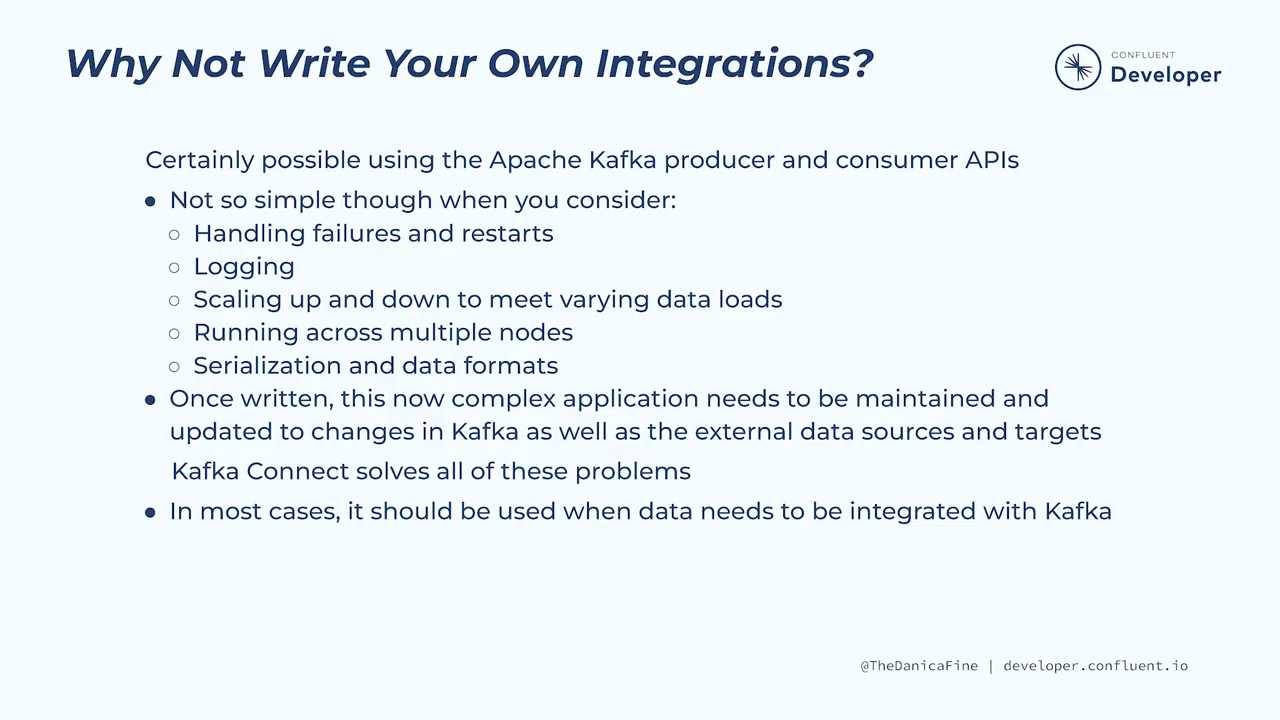 Why Not Write Your Own Integrations?
CONFLUENT
Developer
Certainly possible using the Apache Kafka producer and consumer APIs
● Not so simple though when you consider:
○ Handling failures and restarts
○ Logging
○ Scaling up and down to meet varying data loads
○ Running across multiple nodes
○ Serialization and data formats
● Once written, this now complex application needs to be maintained and
updated to changes in Kafka as well as the external data sources and targets
Kafka Connect solves all of these problems
● In most cases, it should be used when data needs to be integrated with Kafka
@TheDanicaFine | developer.confluent.io